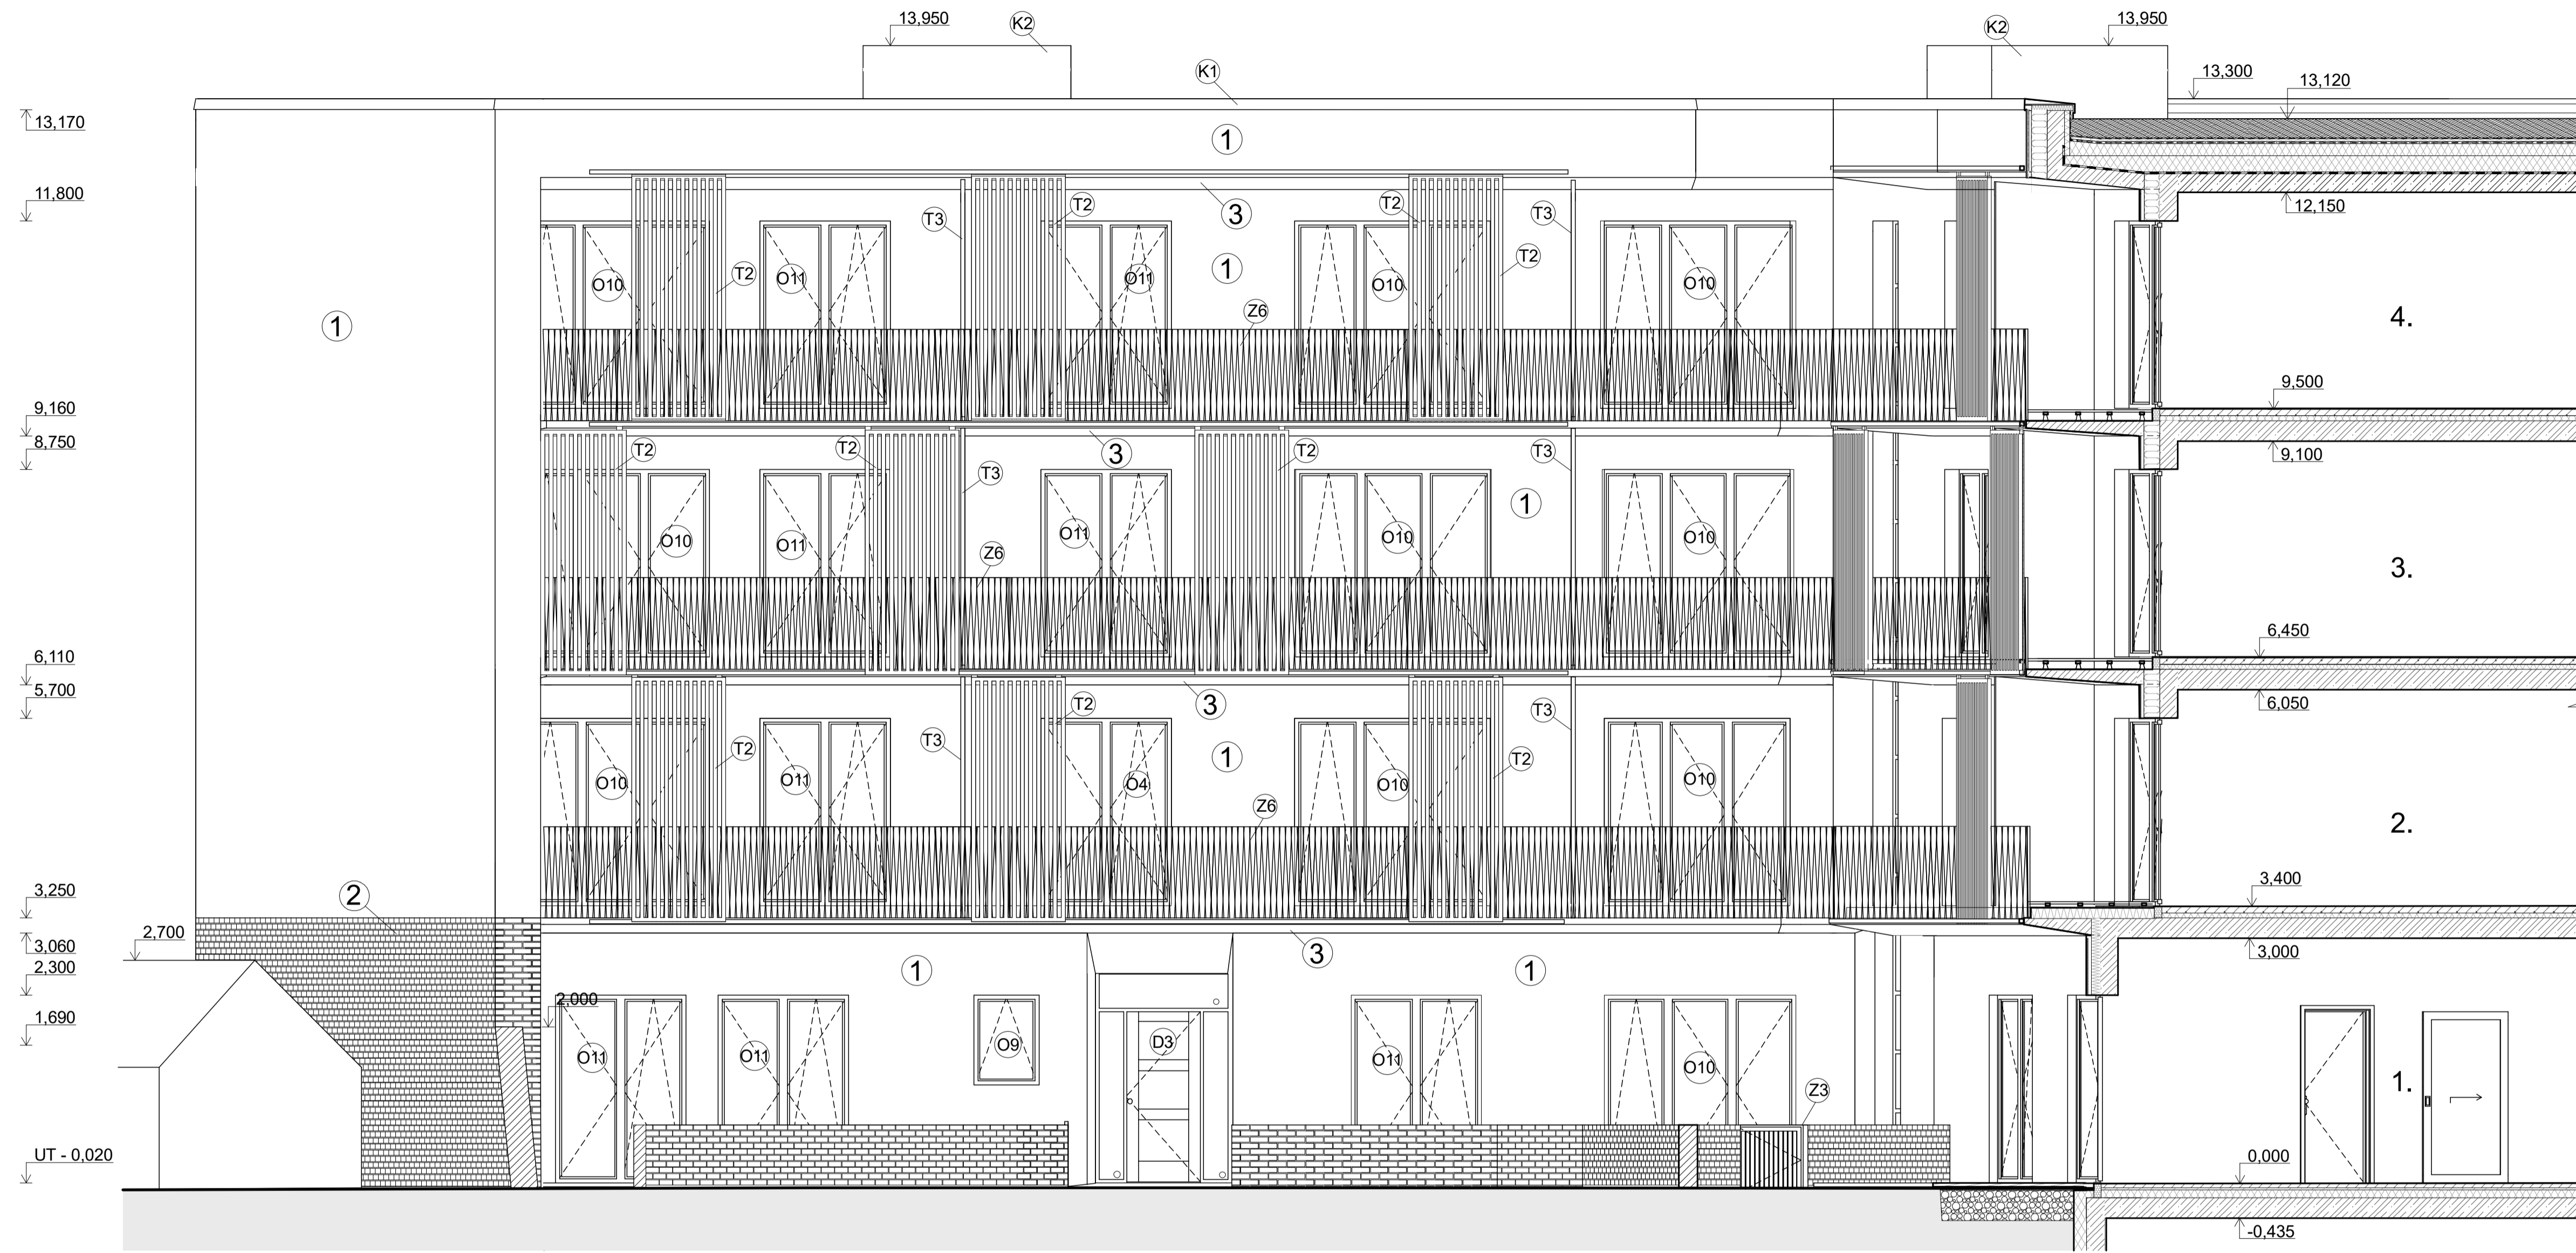 13,950
K2
K2
13,950
K1
13,300
13,120
13,170
1
11,800
T3
T2
3
T2
T3
12,150
T2
T2
1
O10
O11
O11
O10
O10
Z6
1
4.
9,500
9,160
8,750
T2
T2
3
T2
T3
9,100
T3
1
O10
O11
O11
O10
O10
Z6
3.
6,450
6,110
5,700
T2
3
T3
6,050
T3
T2
1
T2
O10
O11
O4
O10
O10
Z6
2.
3,400
3,250
2
2,700
3,060
3
3,000
2,300
1
1
2,000
1,690
O11
O11
O9
D3
O11
O10
Z3
1.
UT - 0,020
0,000
-0,435